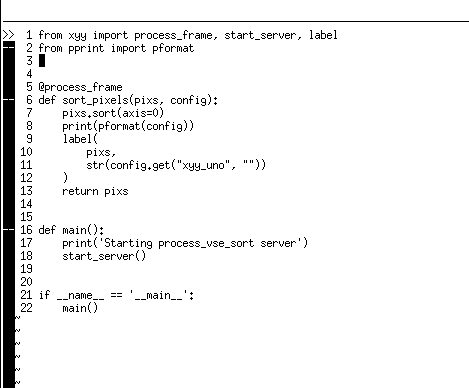 >> 1 from xyy import process_frame, start_server, label
-- 2 from pprint import pformat
3
4
5 @process_frame
-- 6 def sort_pixels(pixs, config):
7     pixs.sort(axis=0)
8     print(pformat(config))
9     label(
10         pixs,
11         str(config.get("xyy_uno", ""))
12     )
13     return pixs
14
15
-- 16 def main():
17     print('Starting process_vse_sort server')
18     start_server()
19
20
21 if __name__ == '__main__':
22     main()
~
~
~
~
~
~